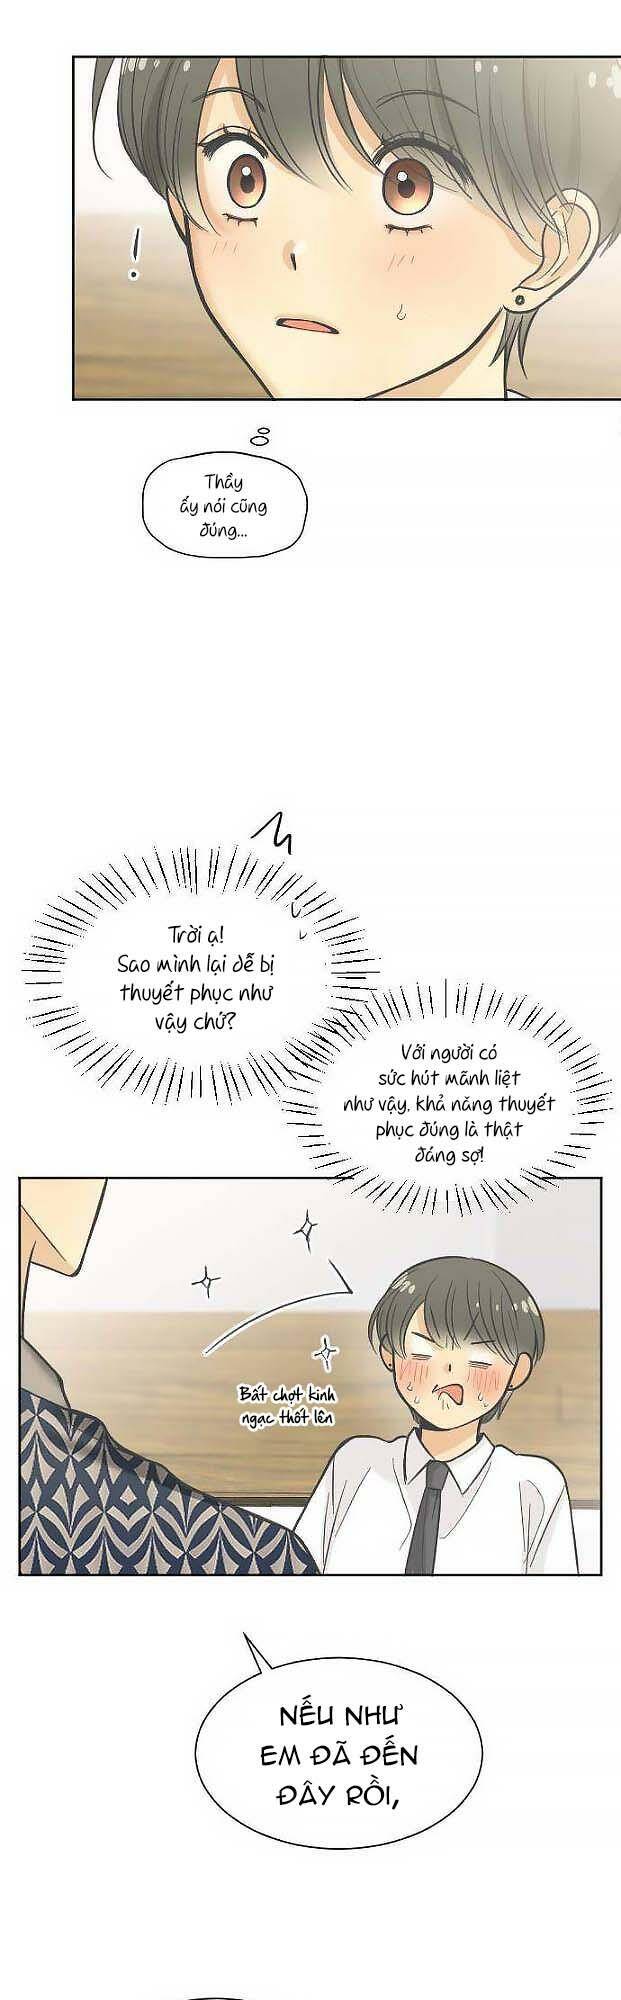 Thầy
ấy nói cũng
đúng...
Trời ạ!
Sao mình lại dễ bị
thuyết phục như
vậy chứ?
Với người có
sức hút mãnh liệt
như vậy, khả năng thuyết
phục đúng là thật
đáng sợ!
Bất chợt kinh
ngạc thốt lên
NẾU NHƯ
EM ĐÃ ĐẾN
ĐÂY RỒI,